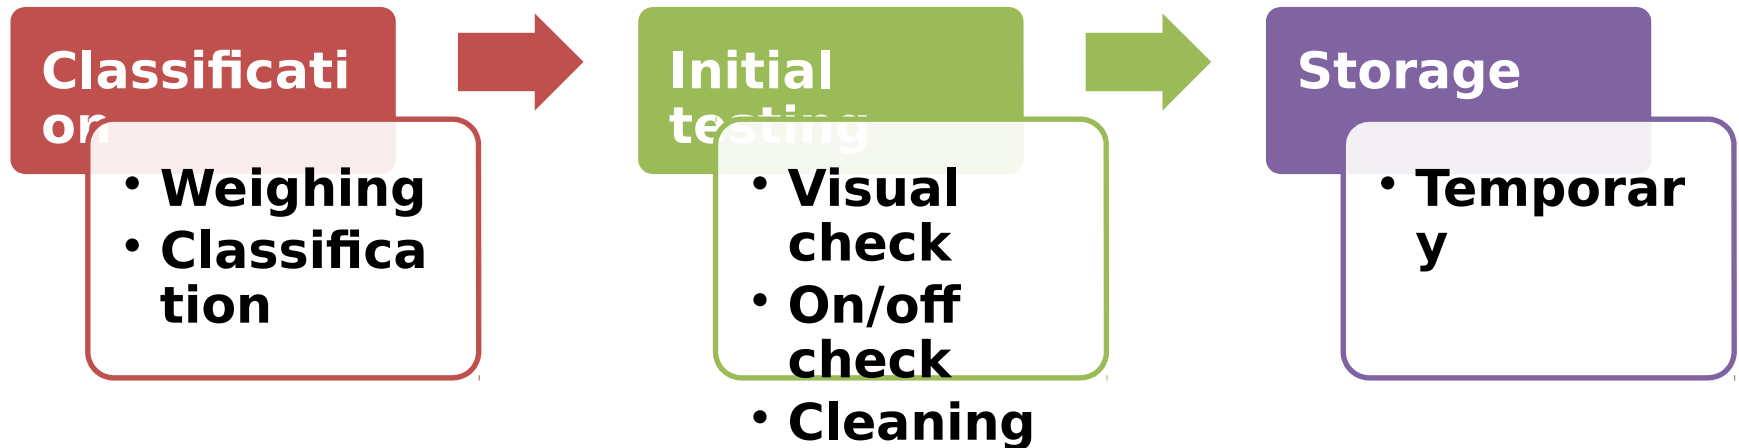 Classificati
on
• Weighing
• Classifica
tion
Initial
testing
• Visual
check
• On/off
check
• Cleaning
Storage
• Temporar
y